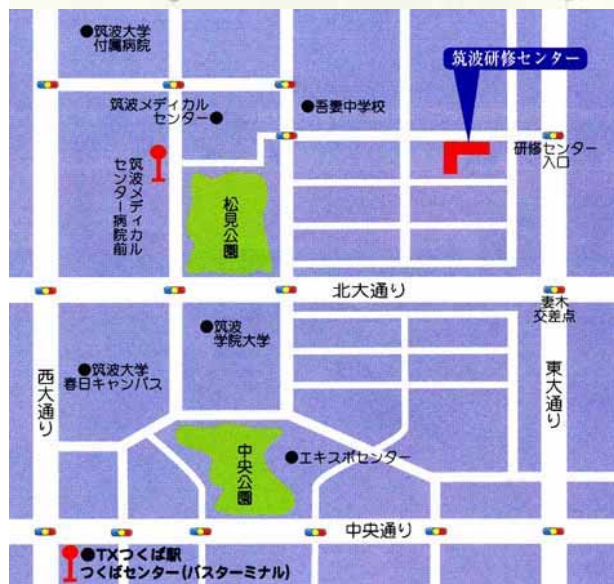 ●筑波大学
付属病院
筑波研修センター
筑波メディカル
センター●
●吾妻中学校
研修センター
入口
筑波メディカル
センター病院前
松見公園
北大通り
妻木
交差点
●筑波
学院大学
●筑波大学
春日キャンパス
西大通り
東大通り
中央公園
●エキスポセンター
中央通り
●TXつくば駅
つくばセンター(バスターミナル)